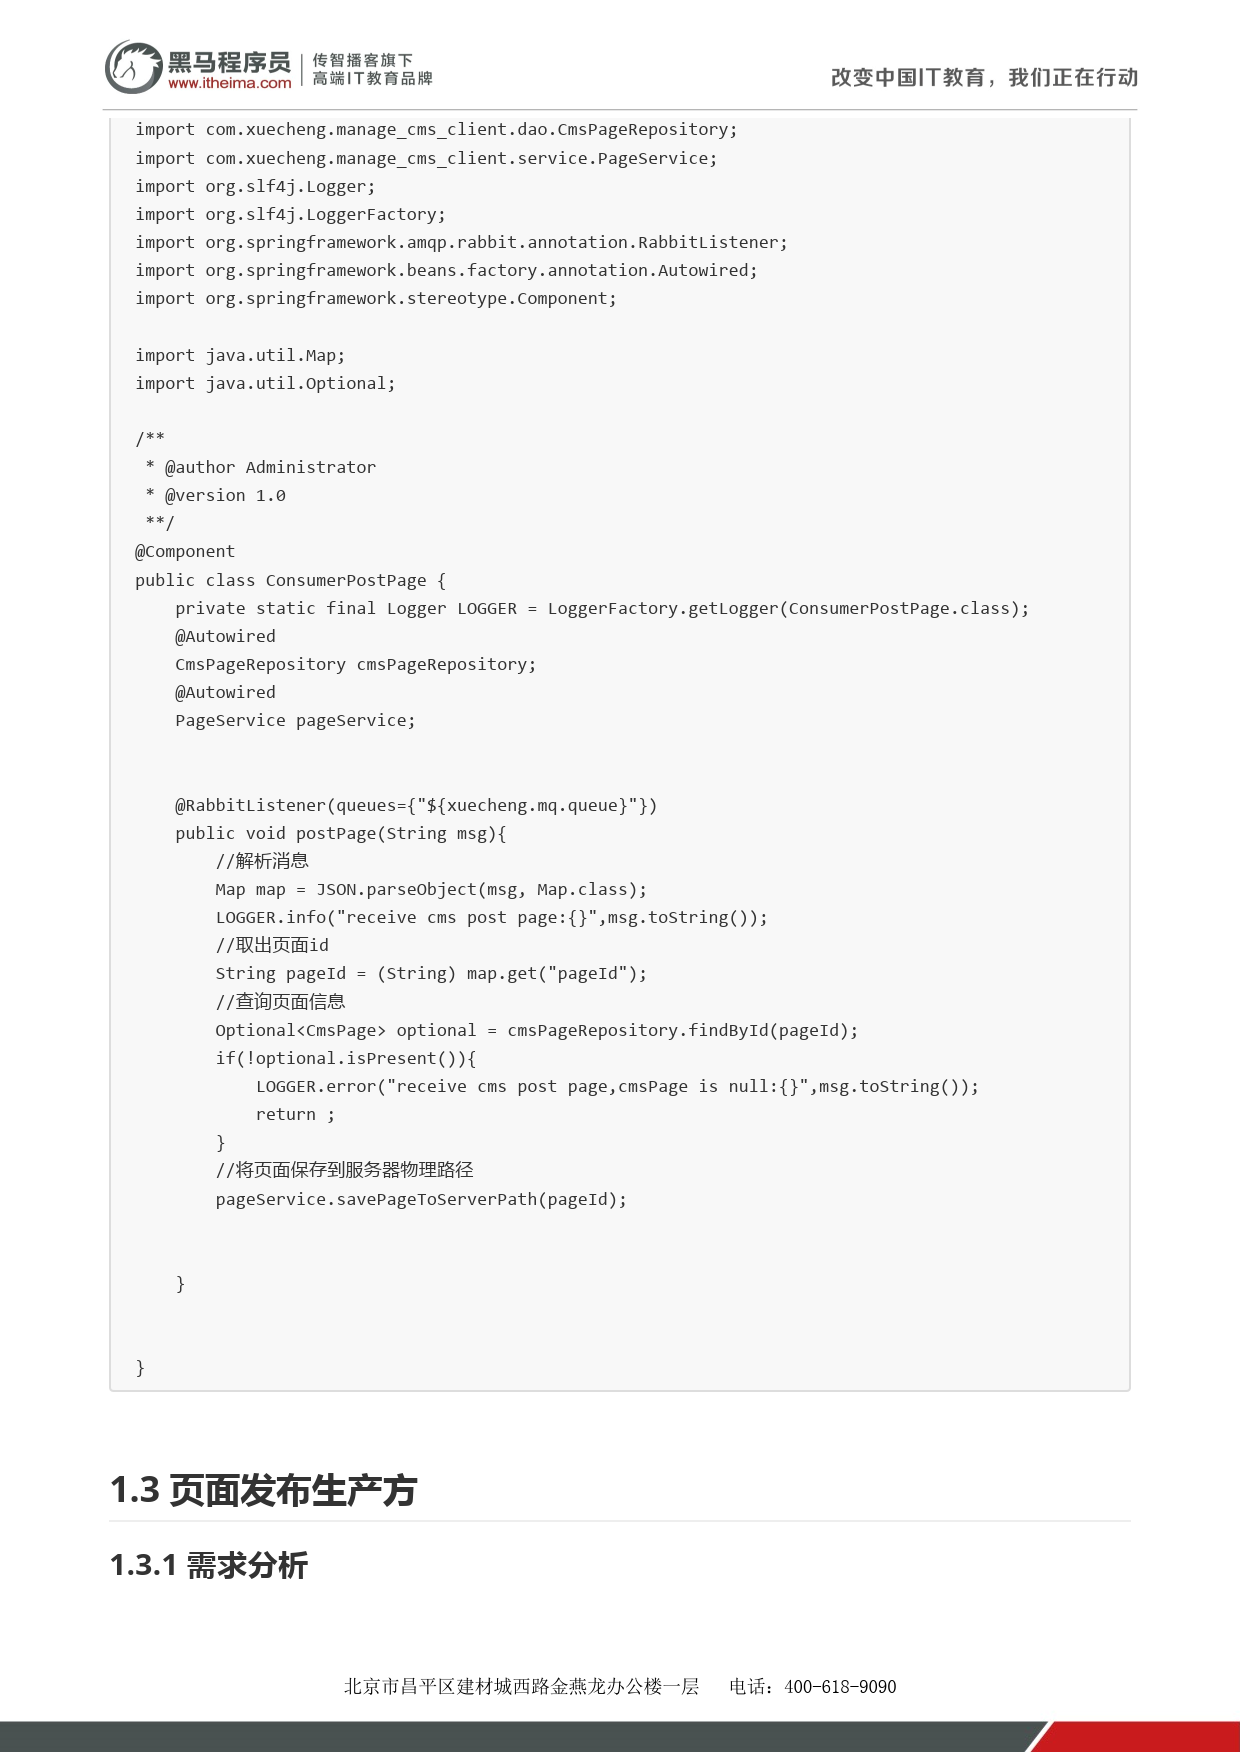 黑马程序员
www.itheima.com
传智播客旗下
高端IT教育品牌
改变中国IT教育，我们正在行动
import com.xuecheng.manage_cms_client.dao.CmsPageRepository;
import com.xuecheng.manage_cms_client.service.PageService;
import org.slf4j.Logger;
import org.slf4j.LoggerFactory;
import org.springframework.amqp.rabbit.annotation.RabbitListener;
import org.springframework.beans.factory.annotation.Autowired;
import org.springframework.stereotype.Component;

import java.util.Map;
import java.util.Optional;

/**
 * @author Administrator
 * @version 1.0
 **/
@Component
public class ConsumerPostPage {
    private static final Logger LOGGER = LoggerFactory.getLogger(ConsumerPostPage.class);
    @Autowired
    CmsPageRepository cmsPageRepository;
    @Autowired
    PageService pageService;

    @RabbitListener(queues={"${xuecheng.mq.queue}"})
    public void postPage(String msg){
        //解析消息
        Map map = JSON.parseObject(msg, Map.class);
        LOGGER.info("receive cms post page:{}",msg.toString());
        //取出页面id
        String pageId = (String) map.get("pageId");
        //查询页面信息
        Optional<CmsPage> optional = cmsPageRepository.findById(pageId);
        if(!optional.isPresent()){
            LOGGER.error("receive cms post page,cmsPage is null:{}",msg.toString());
            return ;
        }
        //将页面保存到服务器物理路径
        pageService.savePageToServerPath(pageId);

    }

}
1.3 页面发布生产方
1.3.1 需求分析
北京市昌平区建材城西路金燕龙办公楼一层 电话：400-618-9090